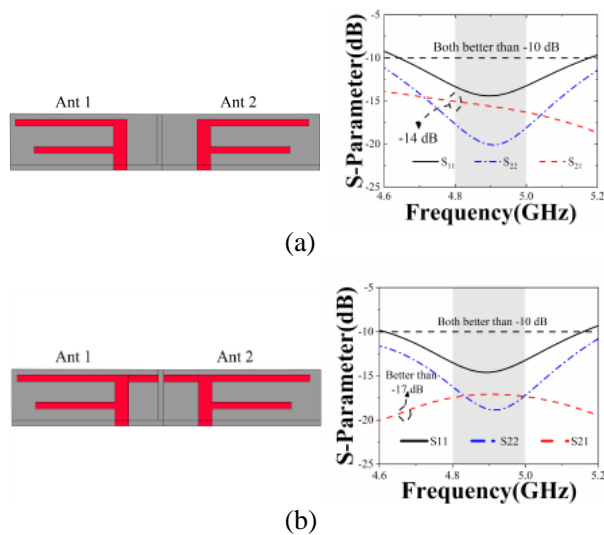 Ant 1
Ant 2
S-Parameter(dB)
-5
-10
-15
-20
-25
Both better than -10 dB
-14 dB
S11 S22 S21
4.6 4.8 5.0 5.2
Frequency(GHz)
(a)
Ant 1
Ant 2
S-Parameter(dB)
-5
-10
-15
-20
-25
Both better than -10 dB
Better than
-17 dB
S11 S22 S21
4.6 4.8 5.0 5.2
Frequency(GHz)
(b)